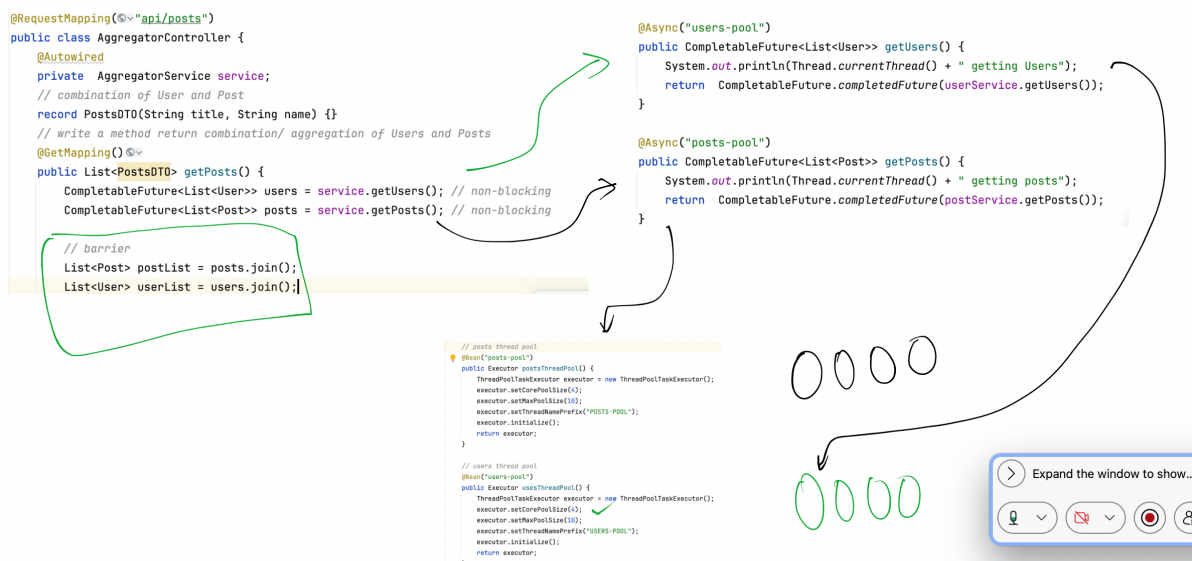 @RequestMapping("api/posts")
public class AggregatorController {
@Autowired
private AggregatorService service;
// combination of User and Post
record PostsDTO(String title, String name) {}
// write a method return combination/ aggregation of Users and Posts
@GetMapping()
public List<PostsDTO> getPosts() {
CompletableFuture<List<User>> users = service.getUsers(); // non-blocking
CompletableFuture<List<Post>> posts = service.getPosts(); // non-blocking
// barrier
List<Post> postList = posts.join();
List<User> userList = users.join();
@Async("users-pool")
public CompletableFuture<List<User>> getUsers() {
System.out.println(Thread.currentThread() + " getting Users");
return CompletableFuture.completedFuture(userService.getUsers());
}
@Async("posts-pool")
public CompletableFuture<List<Post>> getPosts() {
System.out.println(Thread.currentThread() + " getting posts");
return CompletableFuture.completedFuture(postService.getPosts());
}
// posts thread pool
@Bean("posts-pool")
public Executor postsThreadPool() {
ThreadPoolTaskExecutor executor = new ThreadPoolTaskExecutor();
executor.setCorePoolSize(4);
executor.setMaxPoolSize(10);
executor.setThreadNamePrefix("POSTS-POOL");
executor.initialize();
return executor;
}
// users thread pool
@Bean("users-pool")
public Executor usesThreadPool() {
ThreadPoolTaskExecutor executor = new ThreadPoolTaskExecutor();
executor.setCorePoolSize(4);
executor.setMaxPoolSize(10);
executor.setThreadNamePrefix("USERS-POOL");
executor.initialize();
return executor;
Expand the window to show...